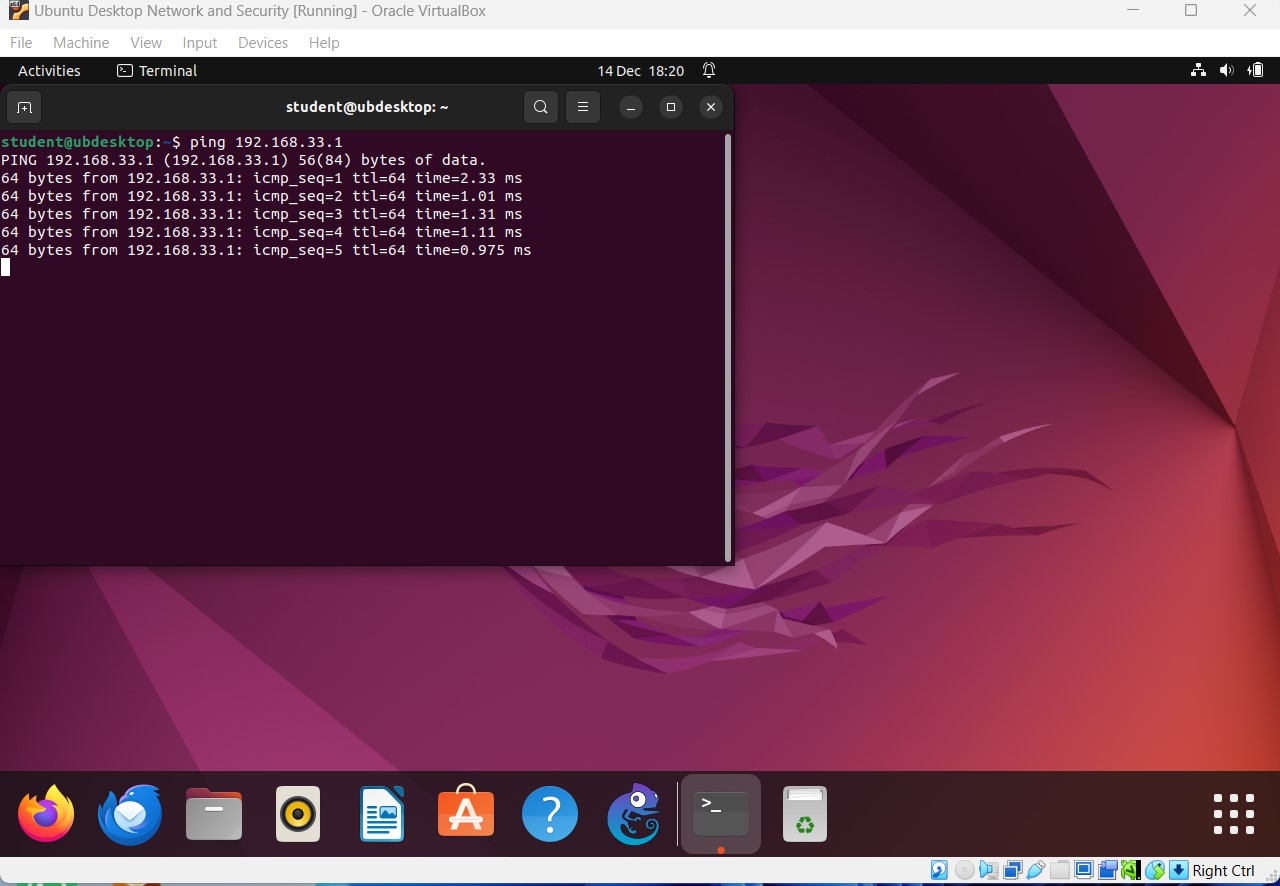 Ubuntu Desktop Network and Security [Running] - Oracle VirtualBox
File Machine View Input Devices Help
Activities Terminal 14 Dec 18:20
student@ubdesktop: ~
student@ubdesktop:~$ ping 192.168.33.1
PING 192.168.33.1 (192.168.33.1) 56(84) bytes of data.
64 bytes from 192.168.33.1: icmp_seq=1 ttl=64 time=2.33 ms
64 bytes from 192.168.33.1: icmp_seq=2 ttl=64 time=1.01 ms
64 bytes from 192.168.33.1: icmp_seq=3 ttl=64 time=1.31 ms
64 bytes from 192.168.33.1: icmp_seq=4 ttl=64 time=1.11 ms
64 bytes from 192.168.33.1: icmp_seq=5 ttl=64 time=0.975 ms
Right Ctrl